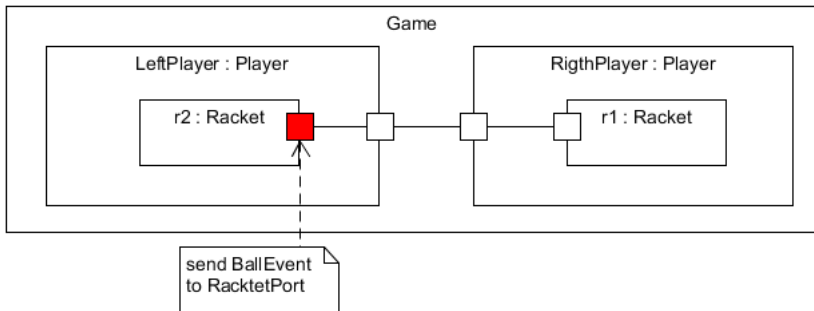 Game
LeftPlayer : Player
RigthPlayer : Player
r2 : Racket
r1 : Racket
send BallEvent
to RacktetPort